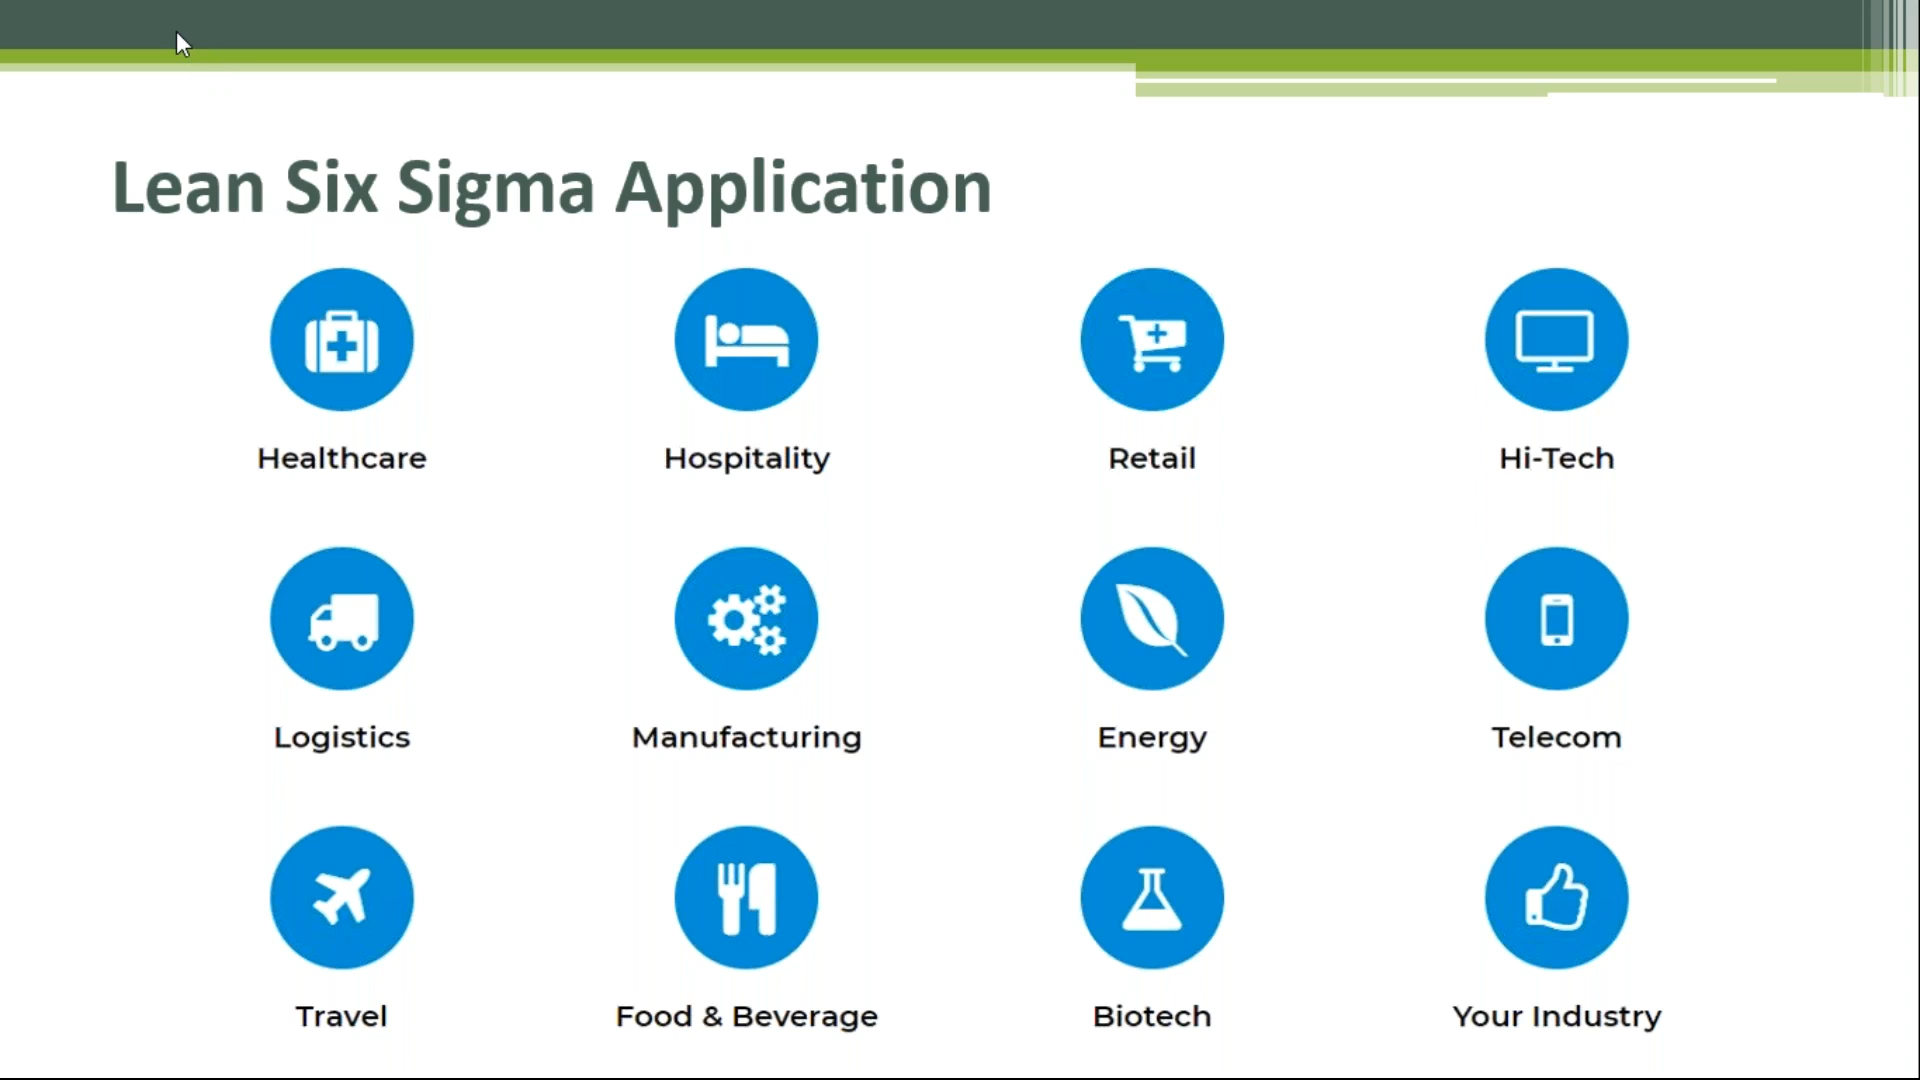 Lean Six Sigma Application
Healthcare
Hospitality
Retail
Hi-Tech
Logistics
Manufacturing
Energy
Telecom
Travel
Food & Beverage
Biotech
Your Industry